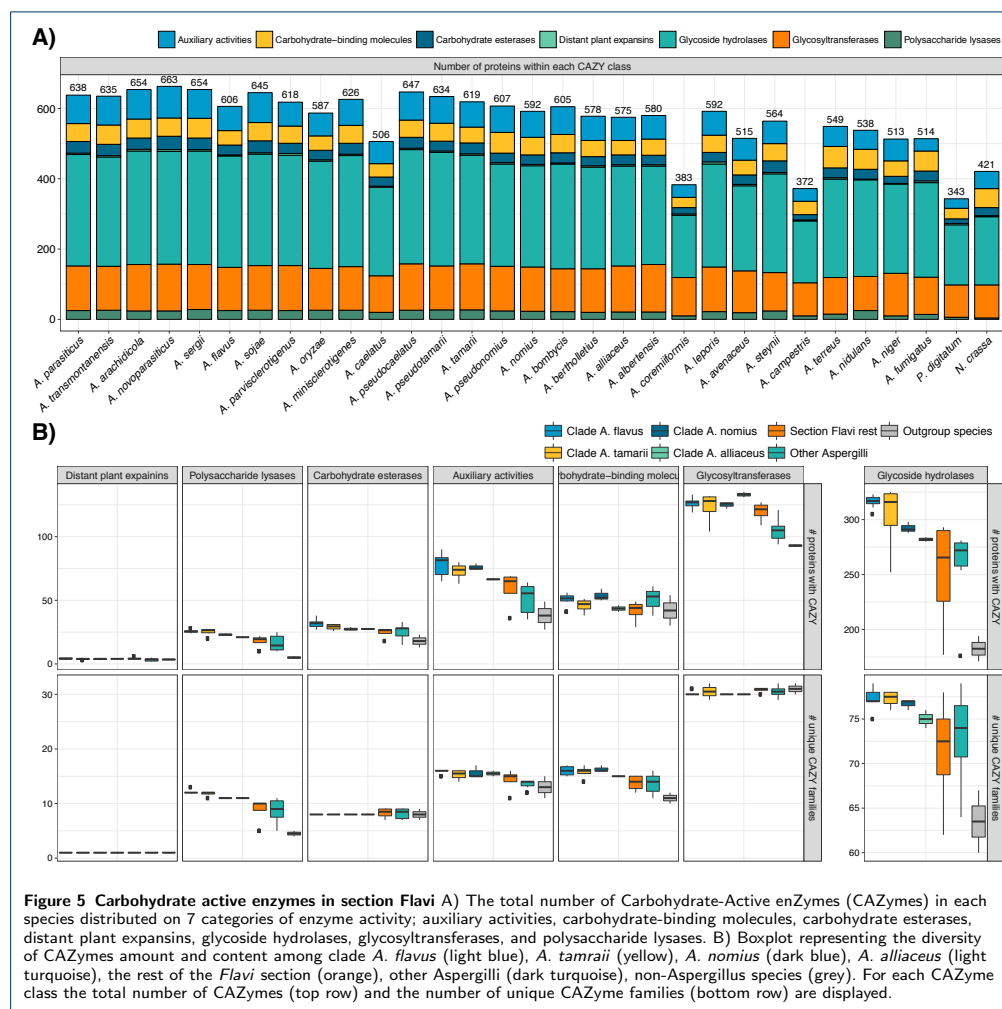 A)
Auxiliary activities Carbohydrate−binding molecules Carbohydrate esterases Distant plant expansins Glycoside hydrolases Glycosyltransferases Polysaccharide lysases
Number of proteins within each CAZY class
638 635 654 663 654 606 645 618 587 626 506 647 634 619 607 592 605 578 575 580 383 592 515 564 372 549 538 513 514 343 421
600
400
200
0
A. parasiticus
A. transmontanensis
A. arachidicola
A. novoparasiticus
A. sergii
A. flavus
A. sojae
A. parvisclerotigenus
A. oryzae
A. minisclerotigenes
A. caelatus
A. pseudocaelatus
A. pseudotamarii
A. tamarii
A. pseudonomius
A. nomius
A. bombycis
A. bertholletius
A. alliaceus
A. albertensis
A. coremiiformis
A. leporis
A. avenaceus
A. steynii
A. campestris
A. terreus
A. nidulans
A. niger
A. fumigatus
P. digitatum
N. crassa
B)
Clade A. flavus Clade A. nomius Section Flavi rest Outgroup species
Clade A. tamarii Clade A. alliaceus Other Aspergilli
Distant plant expainins Polysaccharide lysases Carbohydrate esterases Auxiliary activities rbohydrate−binding molecu Glycosyltransferases Glycoside hydrolases
100
50
0
# proteins with CAZY
300
250
200
# proteins with CAZY
30
20
10
0
# unique CAZY families
75
70
65
60
# unique CAZY families
Figure 5 Carbohydrate active enzymes in section Flavi A) The total number of Carbohydrate-Active enZymes (CAZymes) in each
species distributed on 7 categories of enzyme activity; auxiliary activities, carbohydrate-binding molecules, carbohydrate esterases,
distant plant expansins, glycoside hydrolases, glycosyltransferases, and polysaccharide lysases. B) Boxplot representing the diversity
of CAZymes amount and content among clade A. flavus (light blue), A. tamraii (yellow), A. nomius (dark blue), A. alliaceus (light
turquoise), the rest of the Flavi section (orange), other Aspergilli (dark turquoise), non-Aspergillus species (grey). For each CAZyme
class the total number of CAZymes (top row) and the number of unique CAZyme families (bottom row) are displayed.